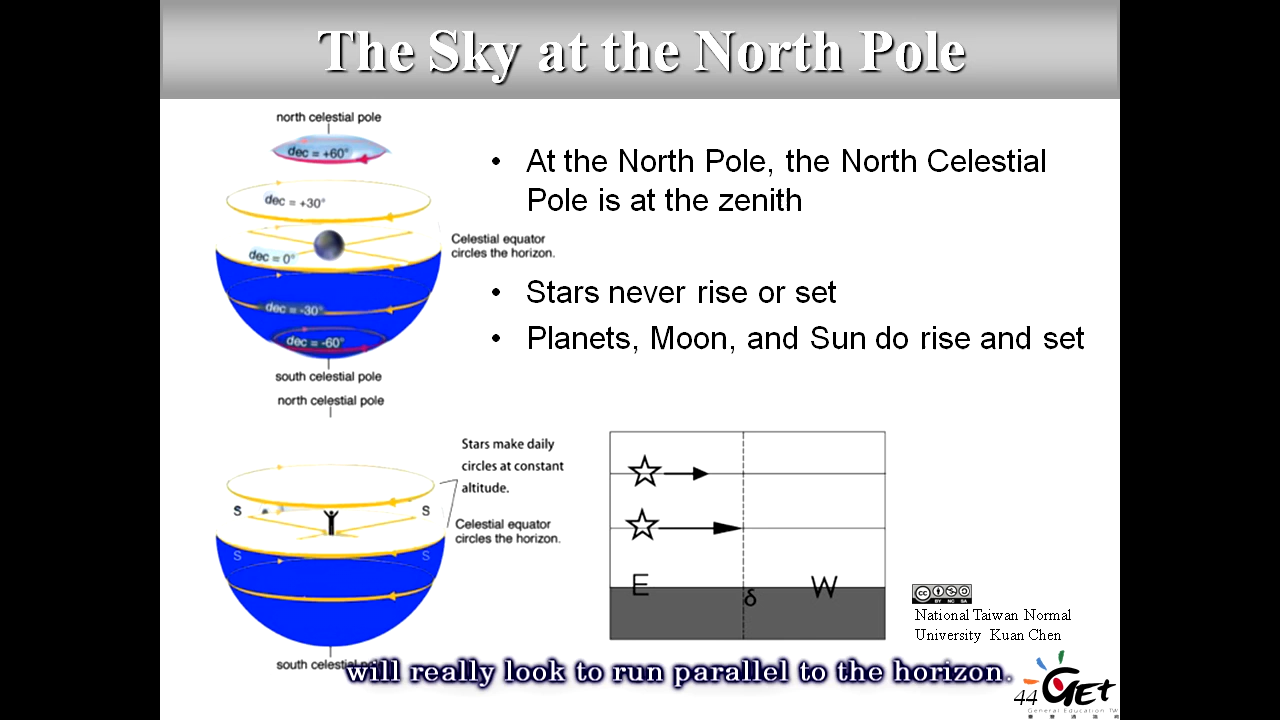 The Sky at the North Pole
north celestial pole
dec = +60°
dec = +30°
dec = 0°
dec = -30°
dec = -60°
south celestial pole
Celestial equator
circles the horizon.
• At the North Pole, the North Celestial
Pole is at the zenith
• Stars never rise or set
• Planets, Moon, and Sun do rise and set
north celestial pole
Stars make daily
circles at constant
altitude.
S
S
Celestial equator
circles the horizon.
S
S
E
W
δ
cc
BY NC SA
National Taiwan Normal
University Kuan Chen
south celestial
will really look to run parallel to the horizon.
44
GET
General Education TW